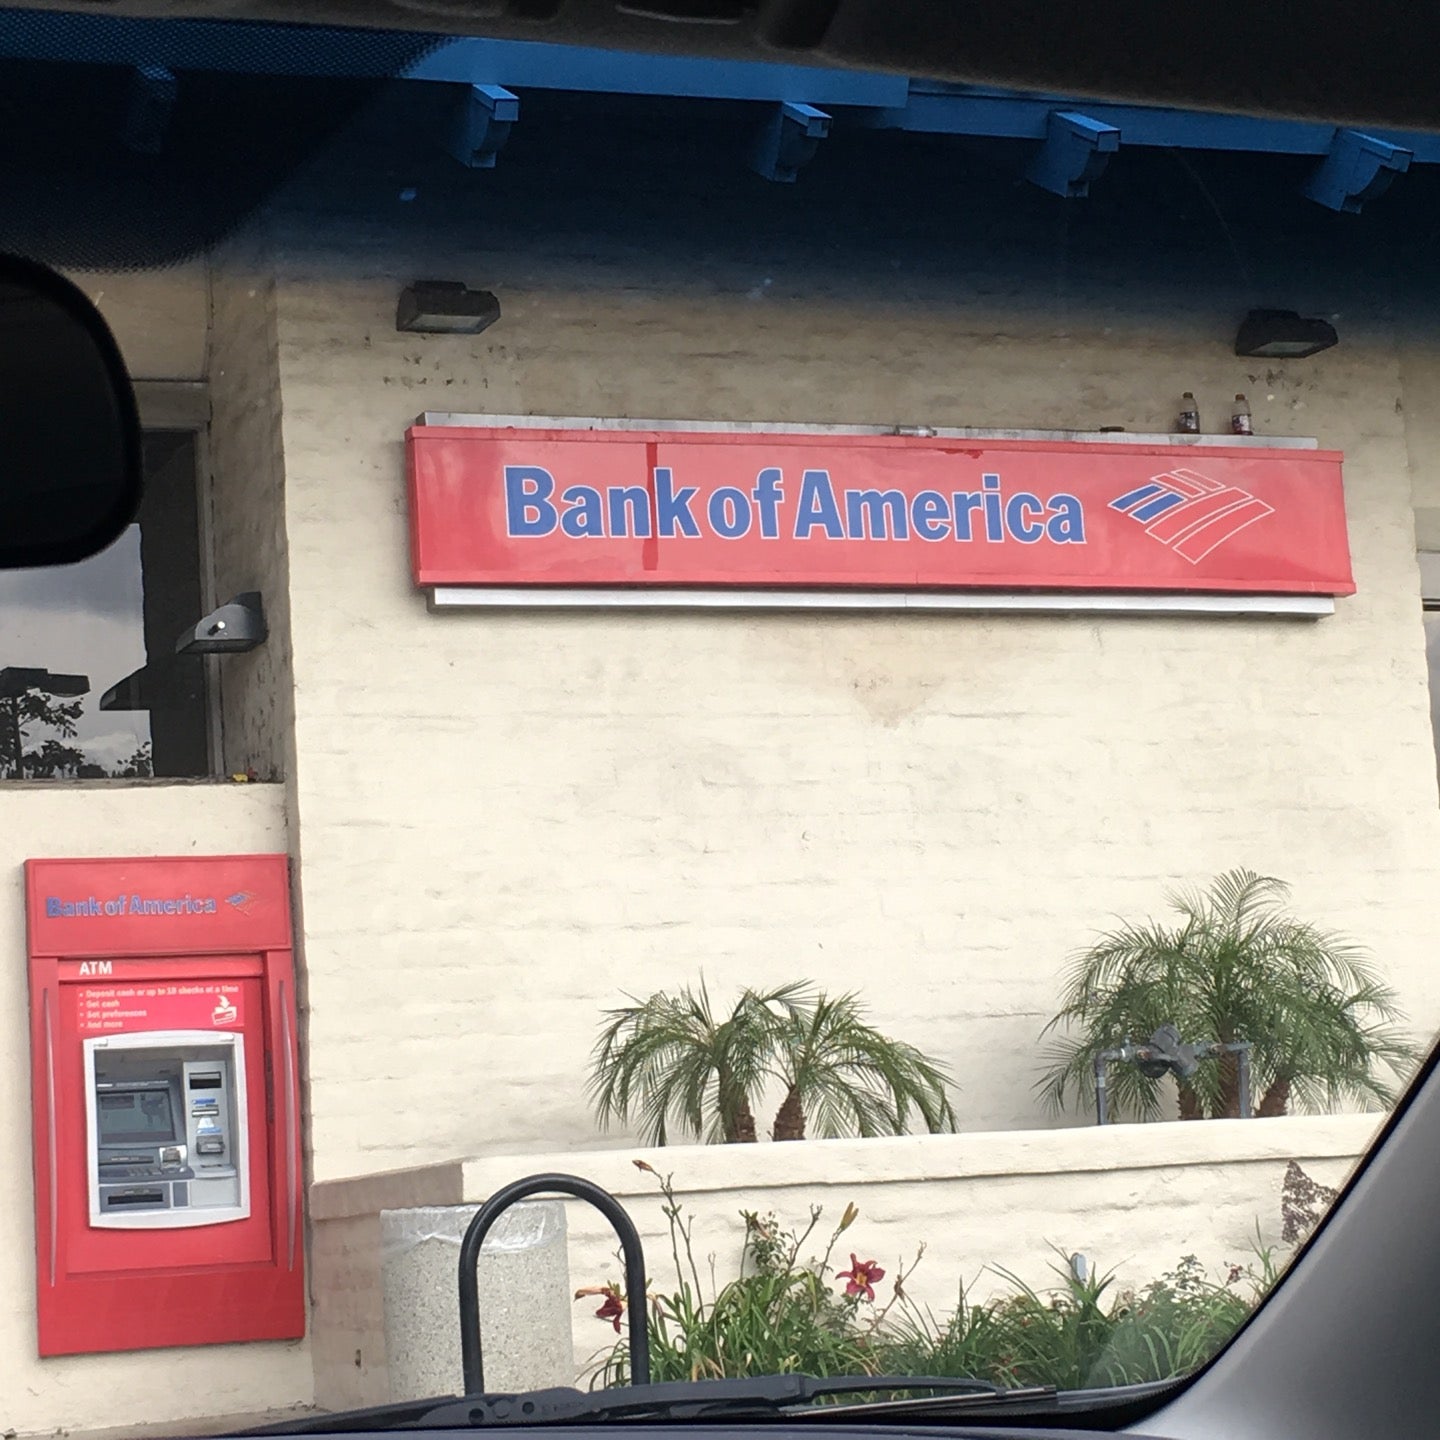 Bank of America
Bank of America
ATM
• Deposit cash or up to 10 checks at a time
• Get cash
• Set preferences
• And more